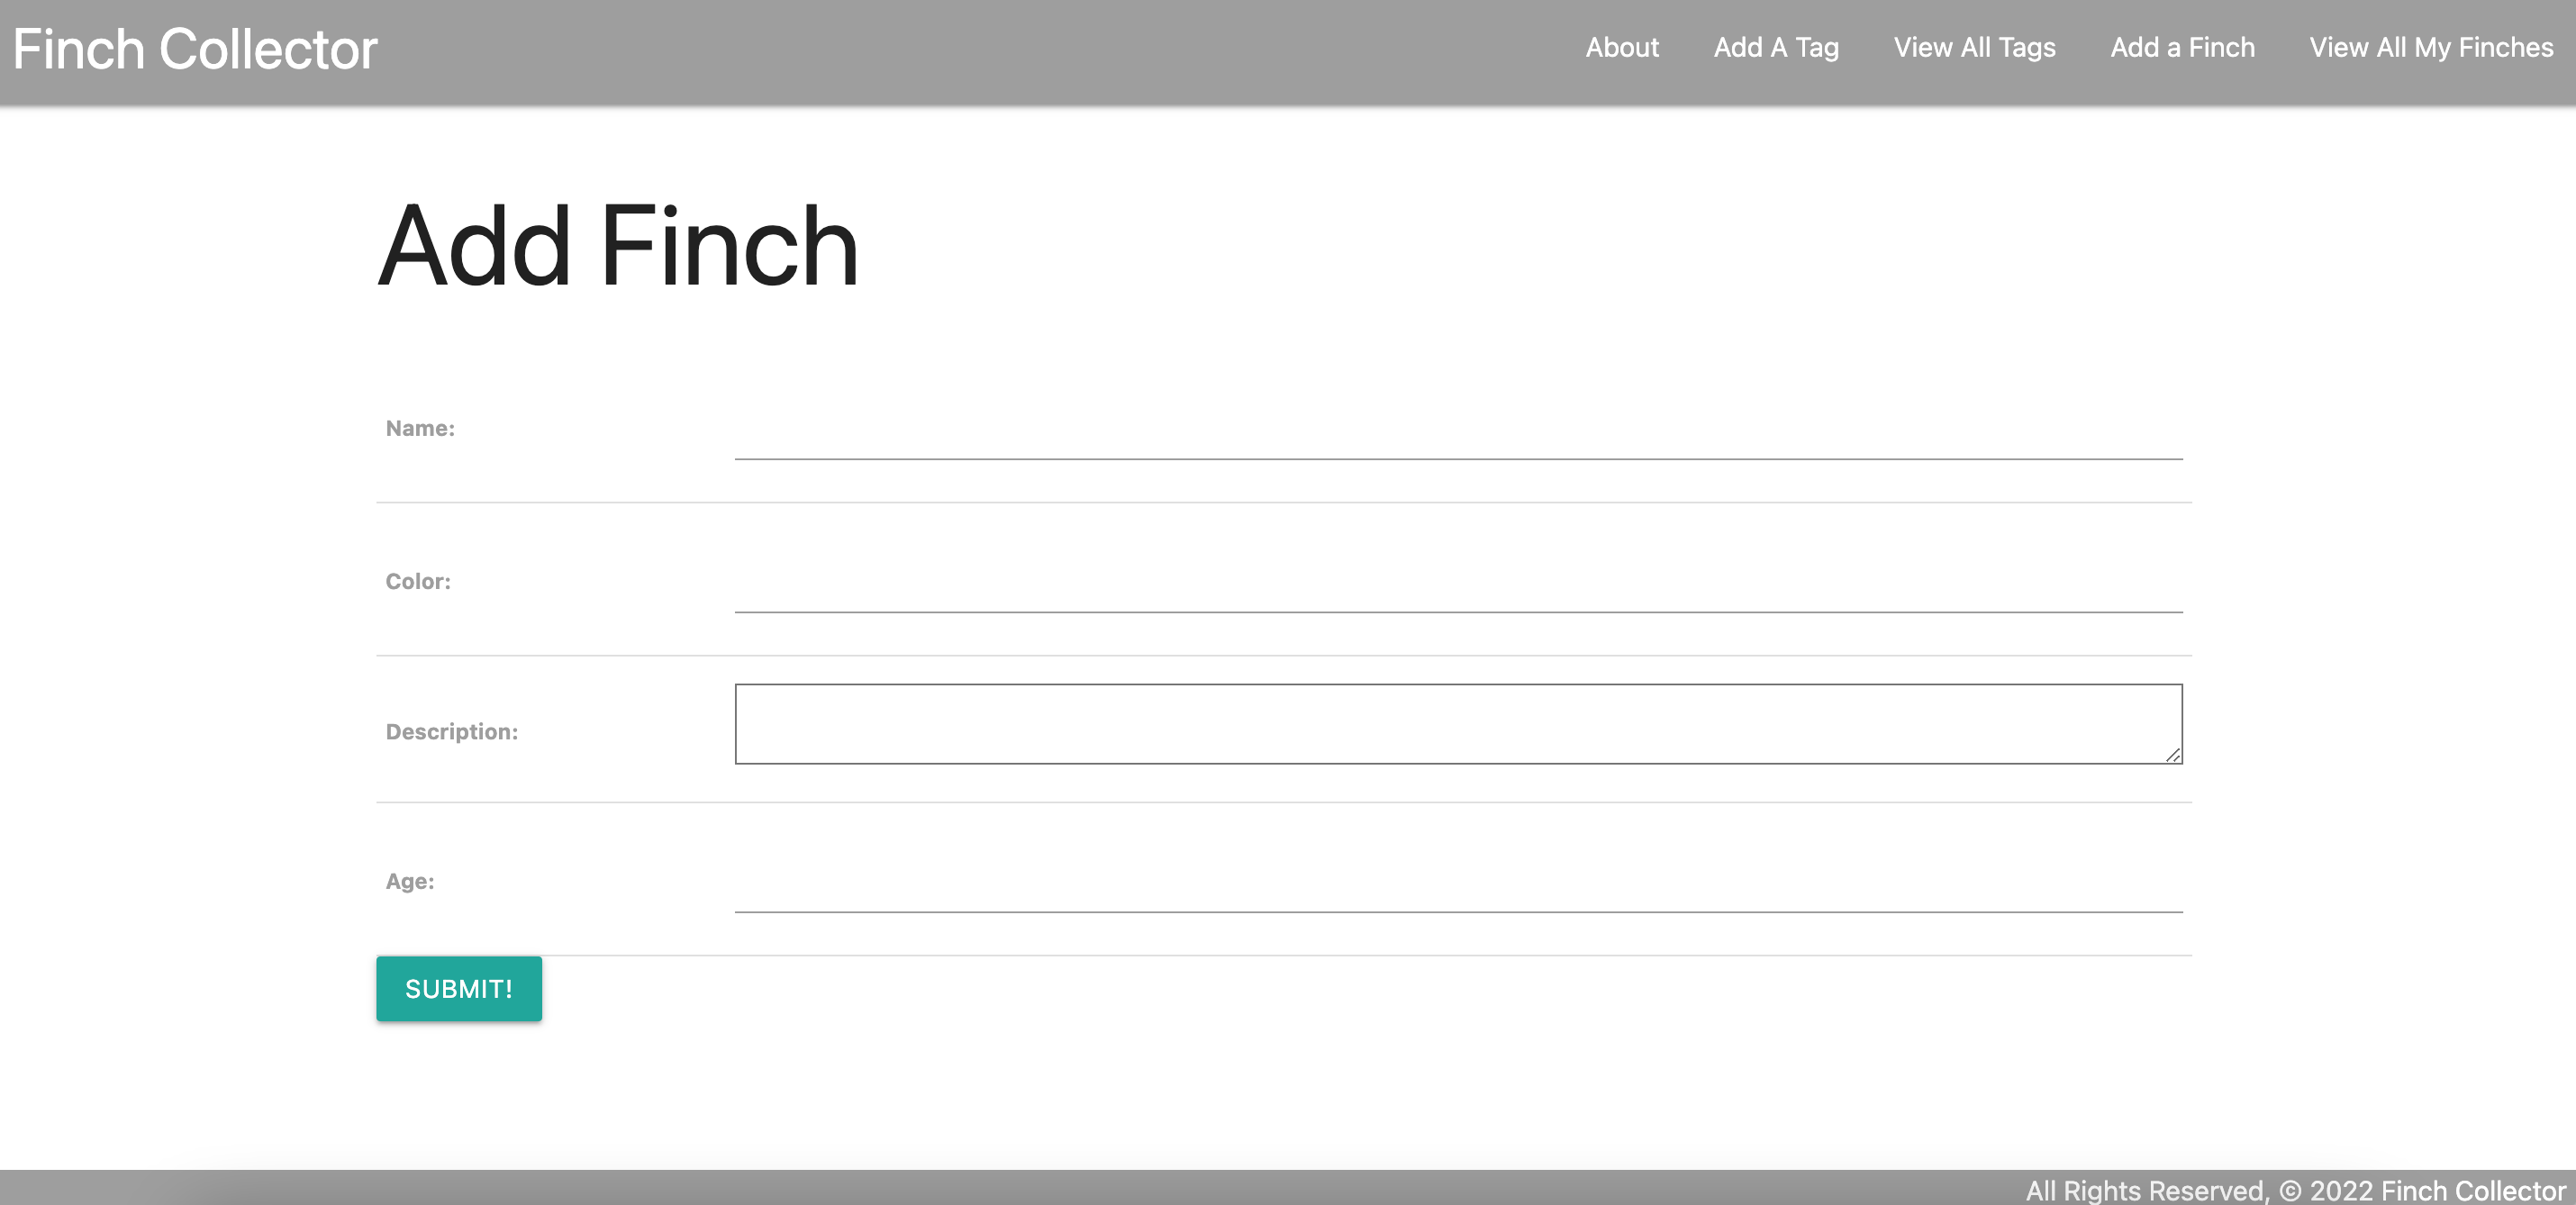 Finch Collector
About Add A Tag View All Tags Add a Finch View All My Finches
Add Finch
Name:
Color:
Description:
Age:
SUBMIT!
All Rights Reserved, © 2022 Finch Collector